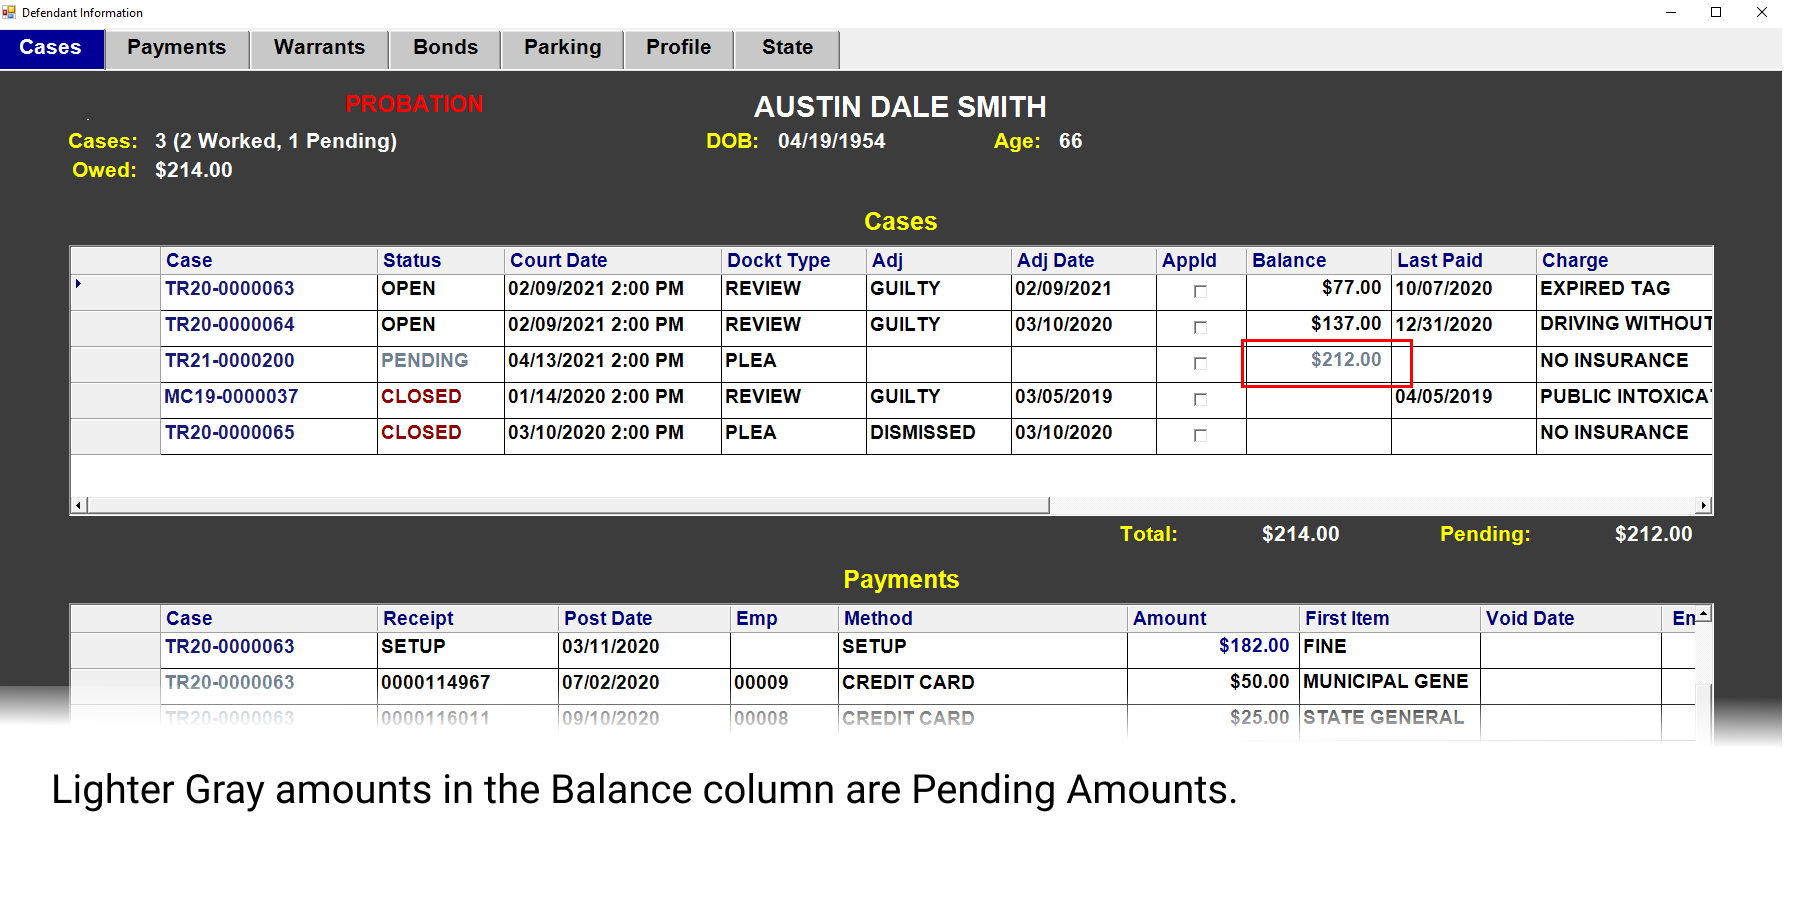 Defendant Information
Cases Payments Warrants Bonds Parking Profile State
PROBATION AUSTIN DALE SMITH
Cases: 3 (2 Worked, 1 Pending) DOB: 04/19/1954 Age: 66
Owed: $214.00
Cases
Case Status Court Date Dockt Type Adj Adj Date Appld Balance Last Paid Charge
TR20-0000063 OPEN 02/09/2021 2:00 PM REVIEW GUILTY 02/09/2021 $77.00 10/07/2020 EXPIRED TAG
TR20-0000064 OPEN 02/09/2021 2:00 PM REVIEW GUILTY 03/10/2020 $137.00 12/31/2020 DRIVING WITHOUT
TR21-0000200 PENDING 04/13/2021 2:00 PM PLEA $212.00 NO INSURANCE
MC19-0000037 CLOSED 01/14/2020 2:00 PM REVIEW GUILTY 03/05/2019 04/05/2019 PUBLIC INTOXICA
TR20-0000065 CLOSED 03/10/2020 2:00 PM PLEA DISMISSED 03/10/2020 NO INSURANCE
Total: $214.00 Pending: $212.00
Payments
Case Receipt Post Date Emp Method Amount First Item Void Date En
TR20-0000063 SETUP 03/11/2020 SETUP $182.00 FINE
TR20-0000063 0000114967 07/02/2020 00009 CREDIT CARD $50.00 MUNICIPAL GENE
TR20-0000063 0000116011 09/10/2020 00008 CREDIT CARD $25.00 STATE GENERAL
Lighter Gray amounts in the Balance column are Pending Amounts.